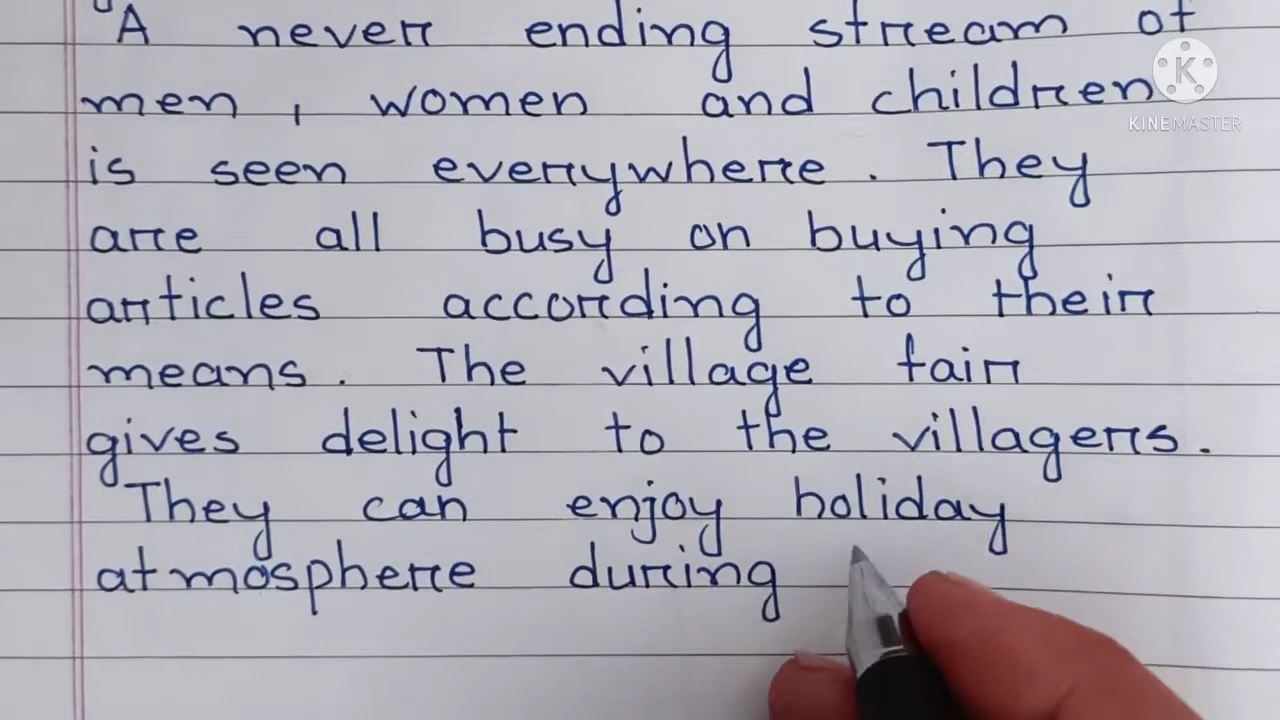 A never ending stream of
men, women and children
is seen everywhere. They
are all busy on buying
articles according to their
means. The village fair
gives delight to the villagers.
They can enjoy holiday
atmosphere during
K
KINEMASTER